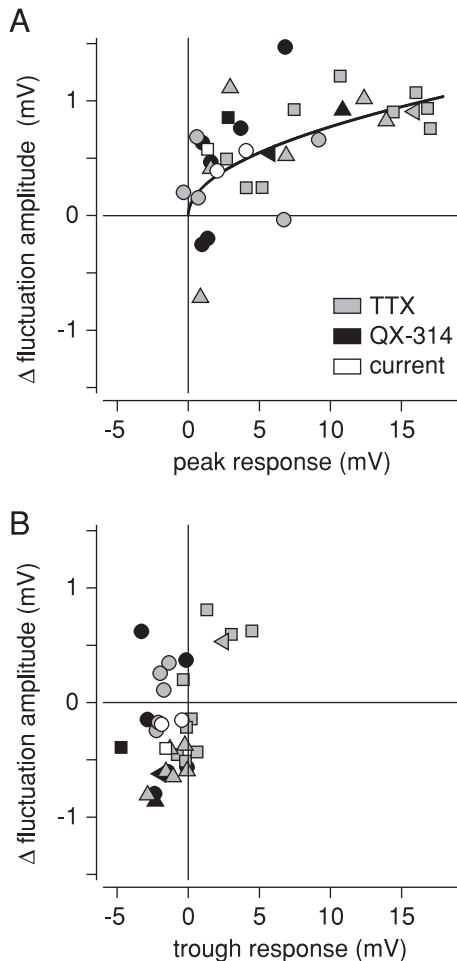 A
Δ fluctuation amplitude (mV)
1
0
-1
TTX
QX-314
current
-5 0 5 10 15
peak response (mV)
B
Δ fluctuation amplitude (mV)
1
0
-1
-5 0 5 10 15
trough response (mV)